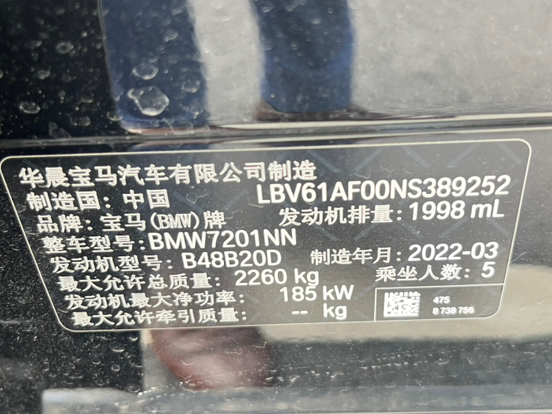 华晨宝马汽车有限公司制造
制造国：中国 LBV61AF00NS389252
品牌：宝马(BMW)牌 发动机排量：1998 mL
整车型号：BMW7201NN
发动机型号：B48B20D 制造年月：2022-03
最大允许总质量：2260 kg 乘坐人数：5
发动机最大净功率：185 kW
最大允许牵引质量：-- kg
475
8 739 756